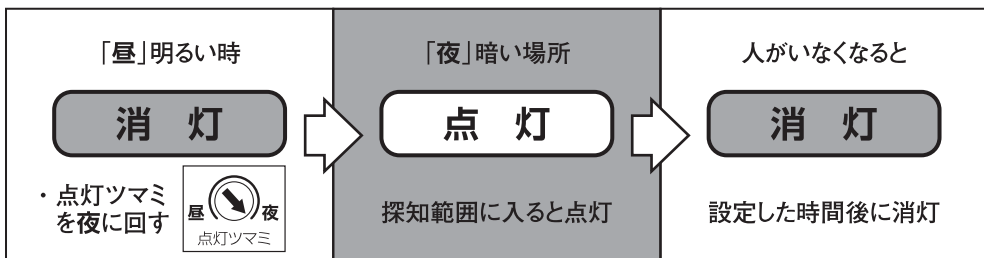 「昼」明るい時
消 灯
・点灯ツマミ
を夜に回す
昼 夜
点灯ツマミ
「夜」暗い場所
点 灯
探知範囲に入ると点灯
人がいなくなると
消 灯
設定した時間後に消灯